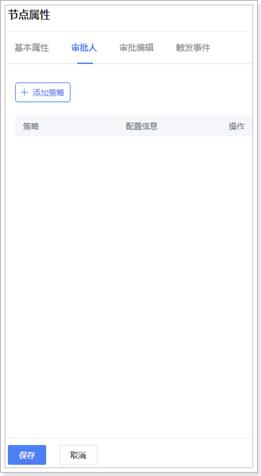 节点属性
基本属性 审批人 审批编辑 触发事件
+ 添加策略
策略 配置信息 操作
保存 取消